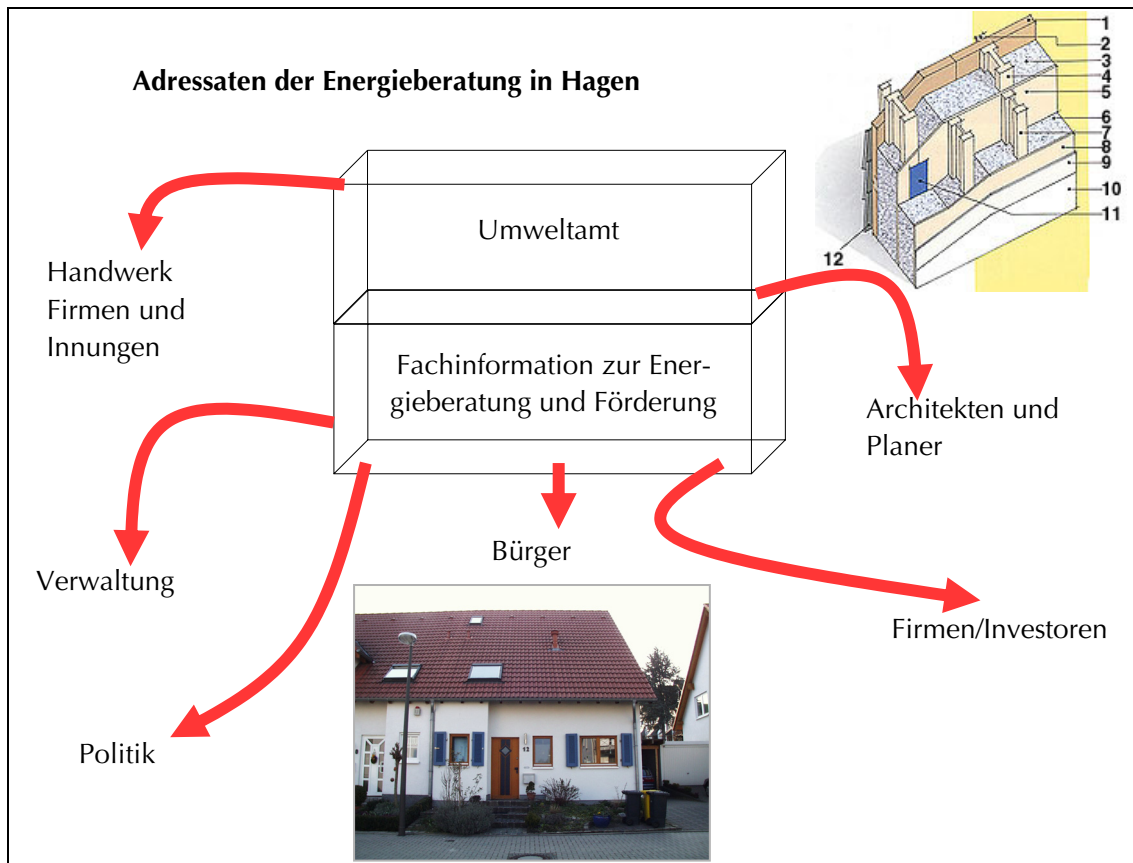 Adressaten der Energieberatung in Hagen
1
2
3
4
5
6
7
8
9
10
11
12
Umweltamt
Handwerk
Firmen und
Innungen
Fachinformation zur Ener-
gieberatung und Förderung
Architekten und
Planer
Bürger
Verwaltung
Firmen/Investoren
Politik
12